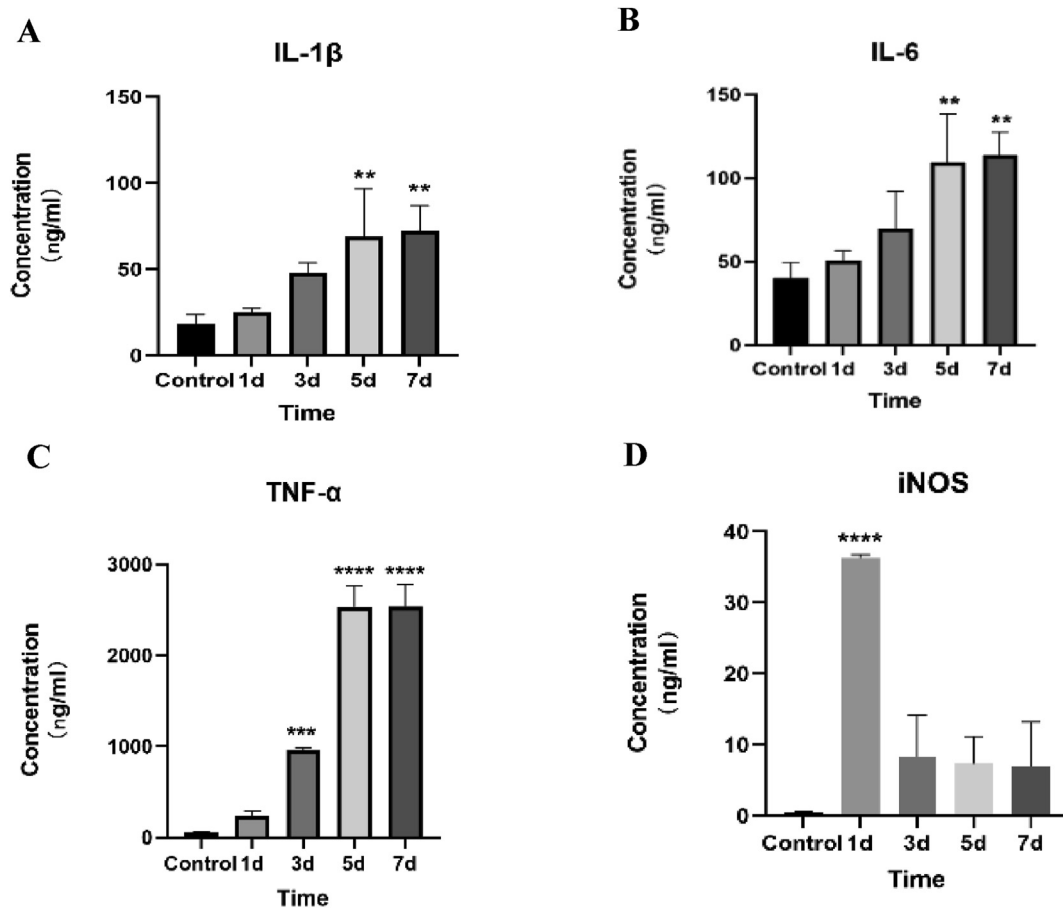 A
IL-1β
Concentration
(ng/ml)
150
100
50
0
**
**
Control 1d 3d 5d 7d
Time
B
IL-6
Concentration
(ng/ml)
150
100
50
0
**
**
Control 1d 3d 5d 7d
Time
C
TNF-α
Concentration
(ng/ml)
3000
2000
1000
0
***
****
****
Control 1d 3d 5d 7d
Time
D
iNOS
Concentration
(ng/ml)
40
30
20
10
0
****
Control 1d 3d 5d 7d
Time